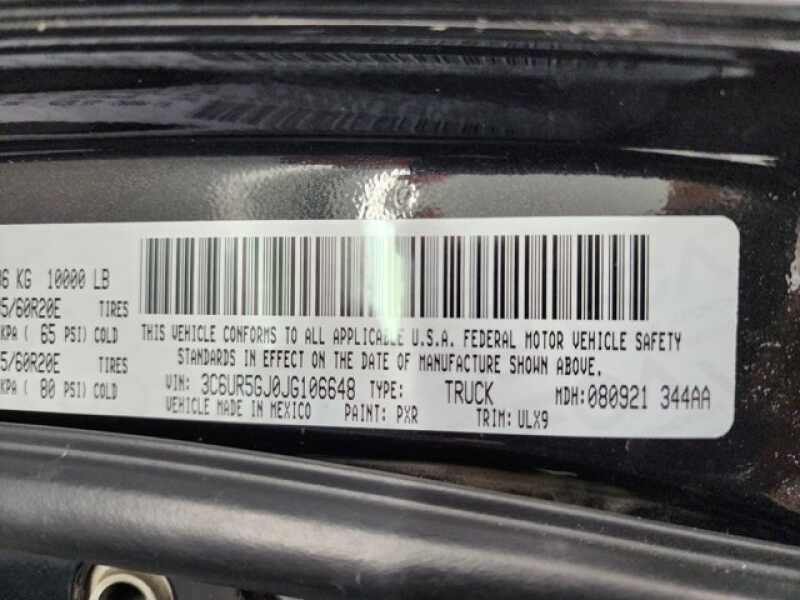 06 KG 10000 LB
5/60R20E TIRES
KPA ( 65 PSI) COLD
5/60R20E TIRES
KPA ( 80 PSI) COLD
THIS VEHICLE CONFORMS TO ALL APPLICABLE U.S.A. FEDERAL MOTOR VEHICLE SAFETY
STANDARDS IN EFFECT ON THE DATE OF MANUFACTURE SHOWN ABOVE.
VIN: 3C6UR5GJ0JG106648 TYPE: TRUCK MDH: 080921 344AA
VEHICLE MADE IN MEXICO PAINT: PXR TRIM: ULX9